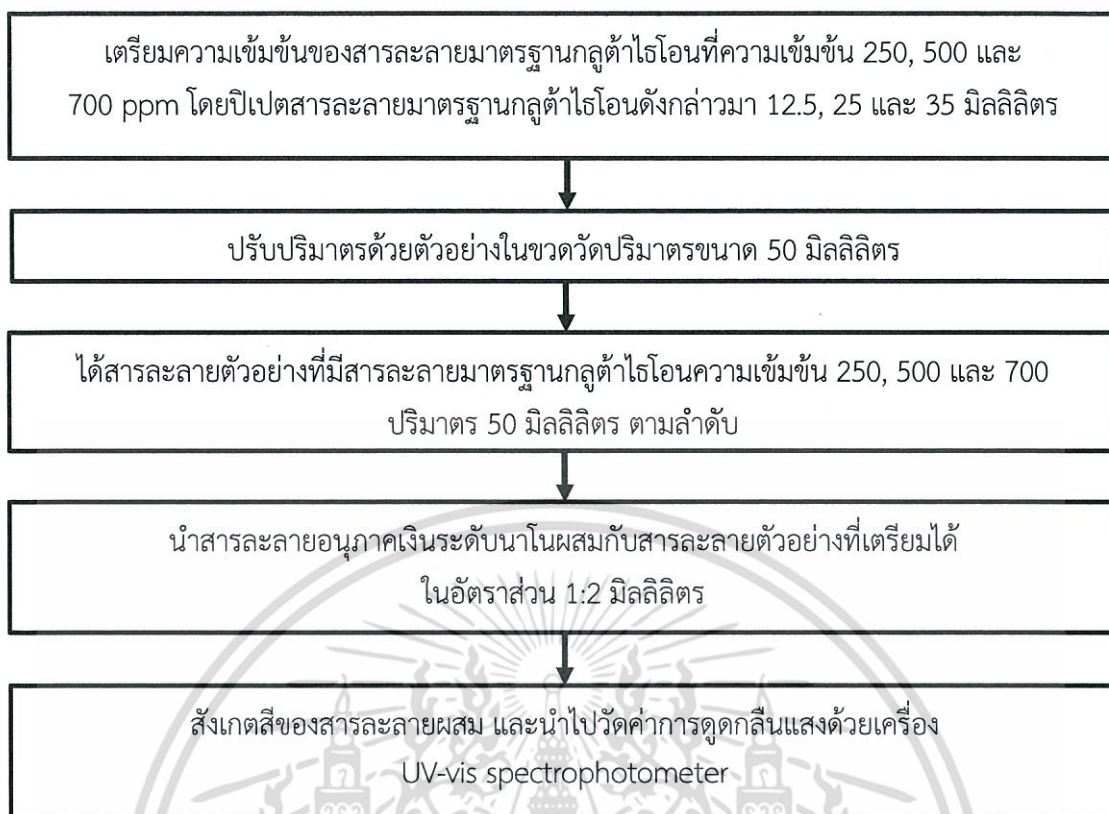 เตรียมความเข้มข้นของสารละลายมาตรฐานกลูต้าไธโอนที่ความเข้มข้น 250, 500 และ
700 ppm โดยปิเปตสารละลายมาตรฐานกลูต้าไธโอนดังกล่าวมา 12.5, 25 และ 35 มิลลิลิตร
ปรับปริมาตรด้วยตัวอย่างในขวดวัดปริมาตรขนาด 50 มิลลิลิตร
ได้สารละลายตัวอย่างที่มีสารละลายมาตรฐานกลูต้าไธโอนความเข้มข้น 250, 500 และ 700
ปริมาตร 50 มิลลิลิตร ตามลำดับ
นำสารละลายอนุภาคเงินระดับนาโนผสมกับสารละลายตัวอย่างที่เตรียมได้
ในอัตราส่วน 1:2 มิลลิลิตร
สังเกตสีของสารละลายผสม และนำไปวัดค่าการดูดกลืนแสงด้วยเครื่อง
UV-vis spectrophotometer